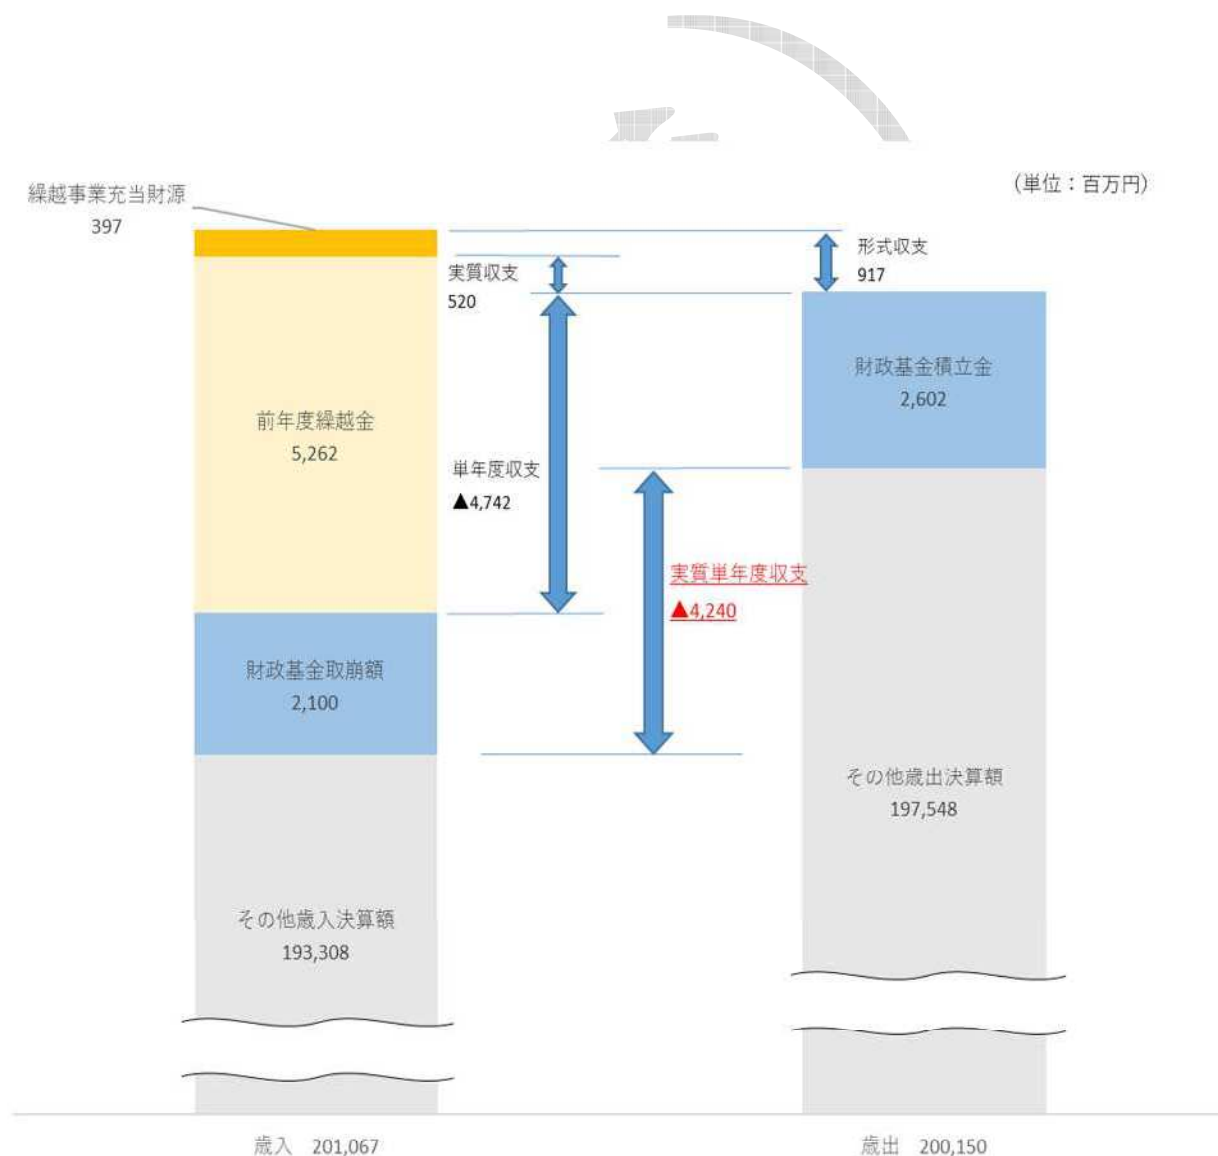 (単位：百万円)
繰越事業充当財源
397
形式収支
917
実質収支
520
財政基金積立金
2,602
前年度繰越金
5,262
単年度収支
▲4,742
実質単年度収支
▲4,240
財政基金取崩額
2,100
その他歳出決算額
197,548
その他歳入決算額
193,308
歳入 201,067
歳出 200,150